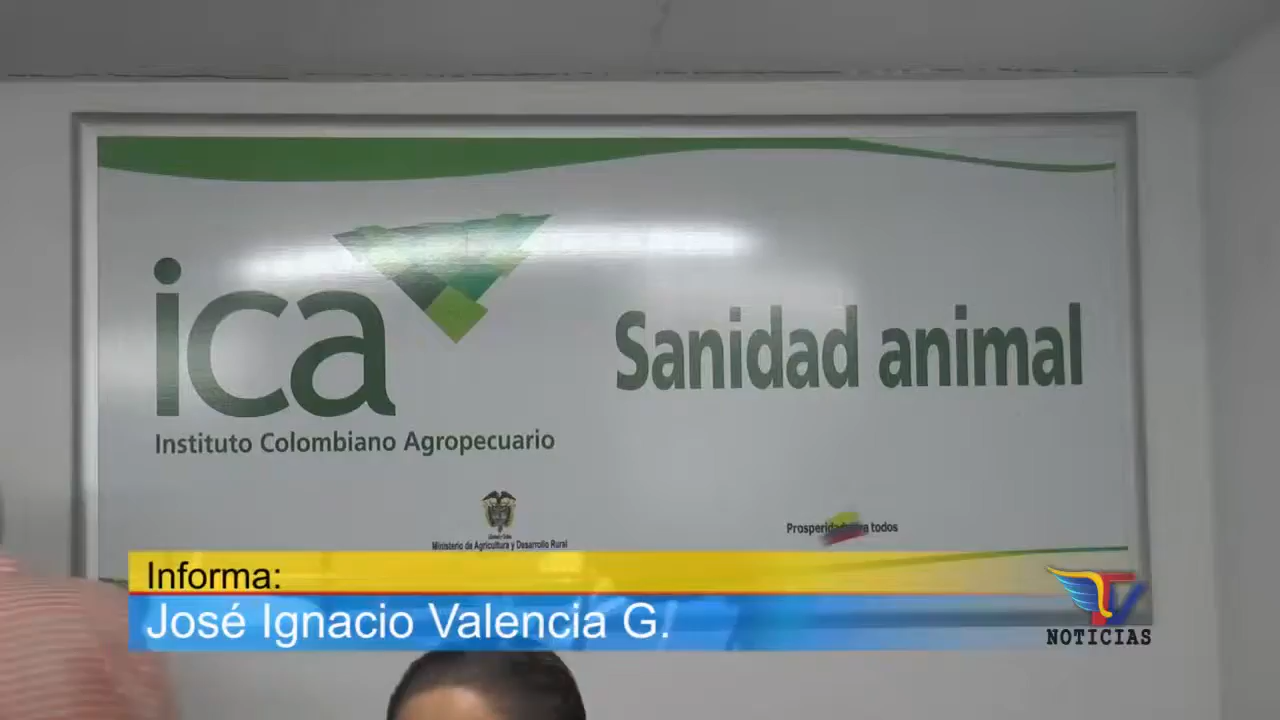 ica
Sanidad animal
Instituto Colombiano Agropecuario
Ministerio de Agricultura y Desarrollo Rural
Prosperidad para todos
Informa:
José Ignacio Valencia G.
TV
NOTICIAS